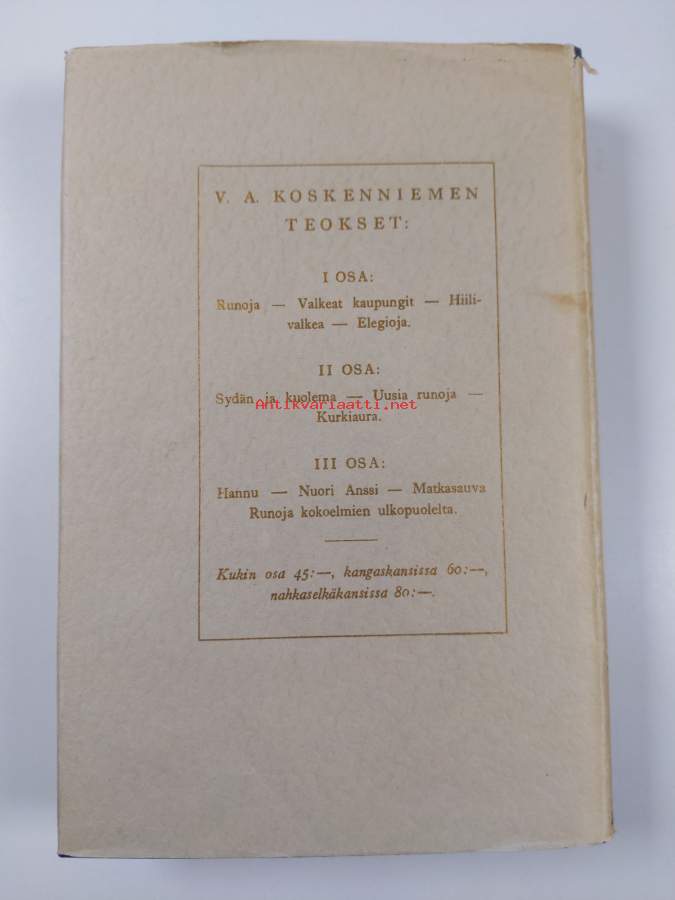 V. A. KOSKENNIEMEN
TEOKSET:
I OSA:
Runoja — Valkeat kaupungit — Hiili-
valkea — Elegioja.
II OSA:
Sydän ja kuolema — Uusia runoja —
Antikvariaatti.net
Kurkiaura.
III OSA:
Hannu — Nuori Anssi — Matkasauva
Runoja kokoelmien ulkopuolelta.
Kukin osa 45:—, kangaskansissa 60:—,
nahkaselkäkansissa 80:—.